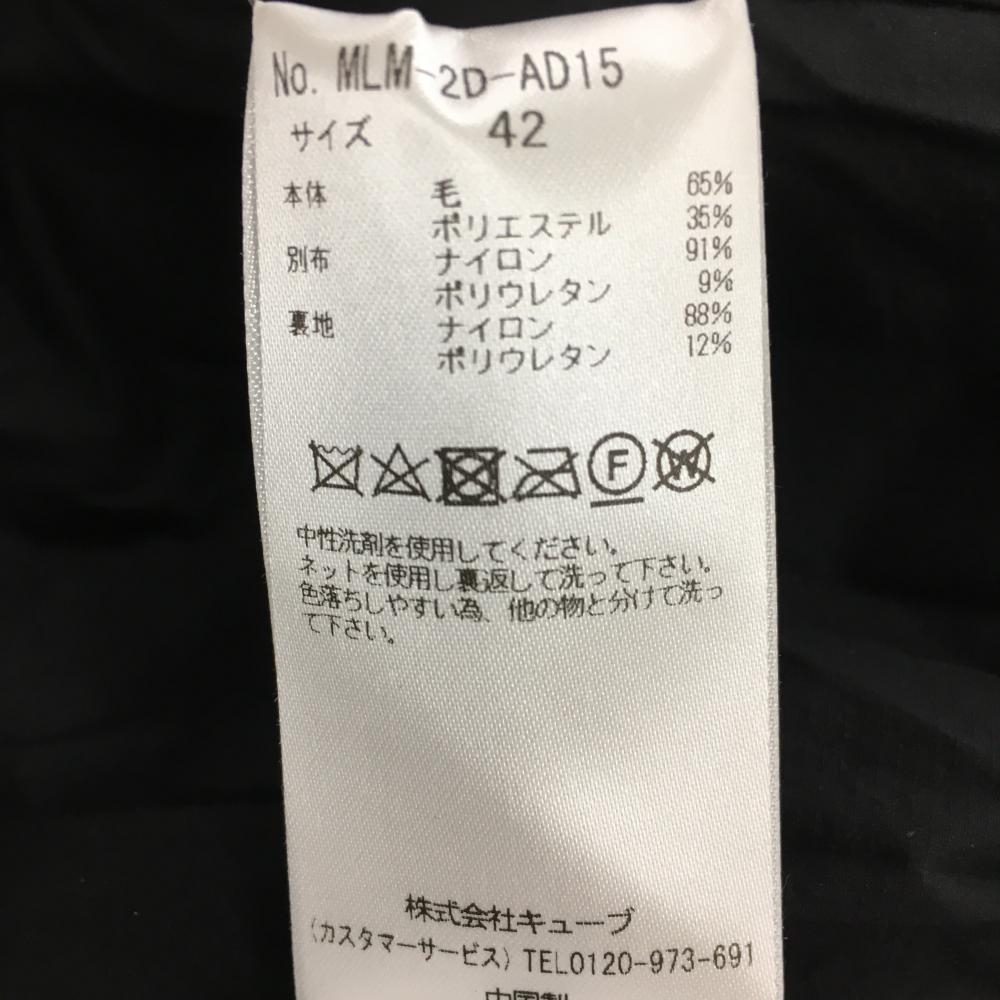 No. MLM-2D-AD15
サイズ 42
本体 毛 65%
ポリエステル 35%
別布 ナイロン 91%
ポリウレタン 9%
裏地 ナイロン 88%
ポリウレタン 12%
F W
中性洗剤を使用してください。
ネットを使用し裏返して洗って下さい。
色落ちしやすい為、他の物と分けて洗っ
て下さい。
株式会社キューブ
(カスタマーサービス) TEL0120-973-691
中国製